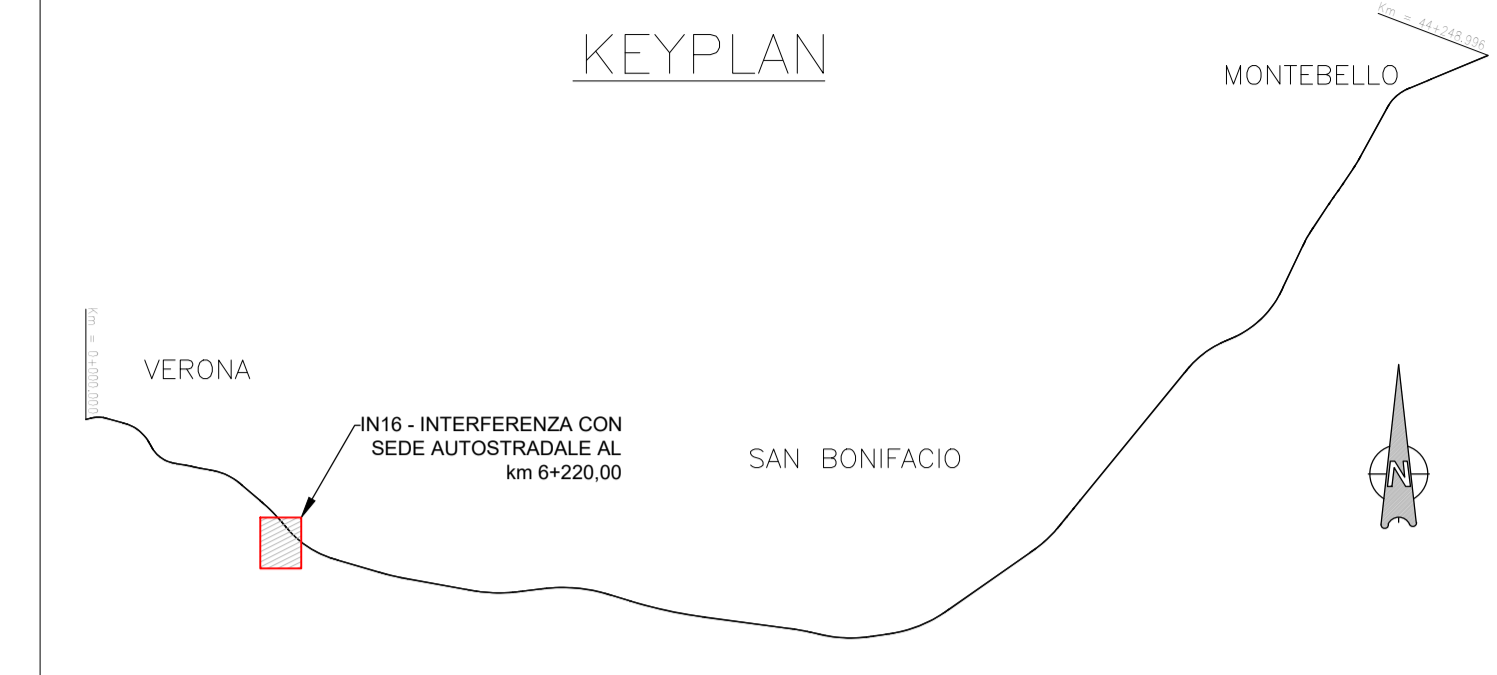 KEYPLAN
Km = 44+248.996
MONTEBELLO
Km = 0+000.000
VERONA
IN16 - INTERFERENZA CON
SEDE AUTOSTRADALE AL
km 6+220,00
SAN BONIFACIO
N